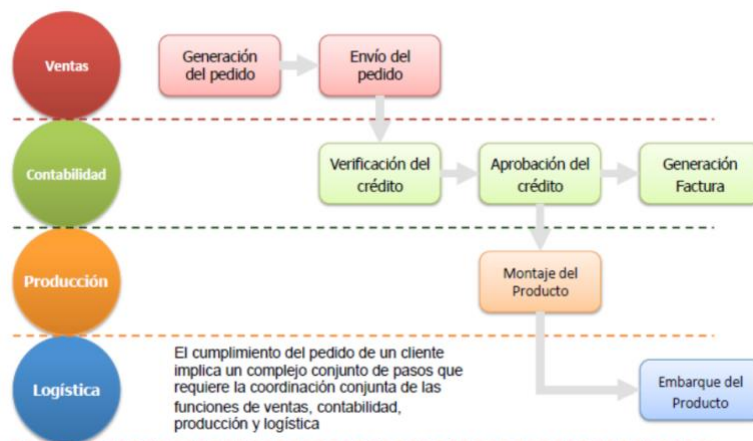 Ventas
Generación
del pedido
Envío del
pedido
Contabilidad
Verificación del
crédito
Aprobación del
crédito
Generación
Factura
Producción
Montaje del
Producto
Logística
El cumplimiento del pedido de un cliente
implica un complejo conjunto de pasos que
requiere la coordinación conjunta de las
funciones de ventas, contabilidad,
producción y logística
Embarque del
Producto